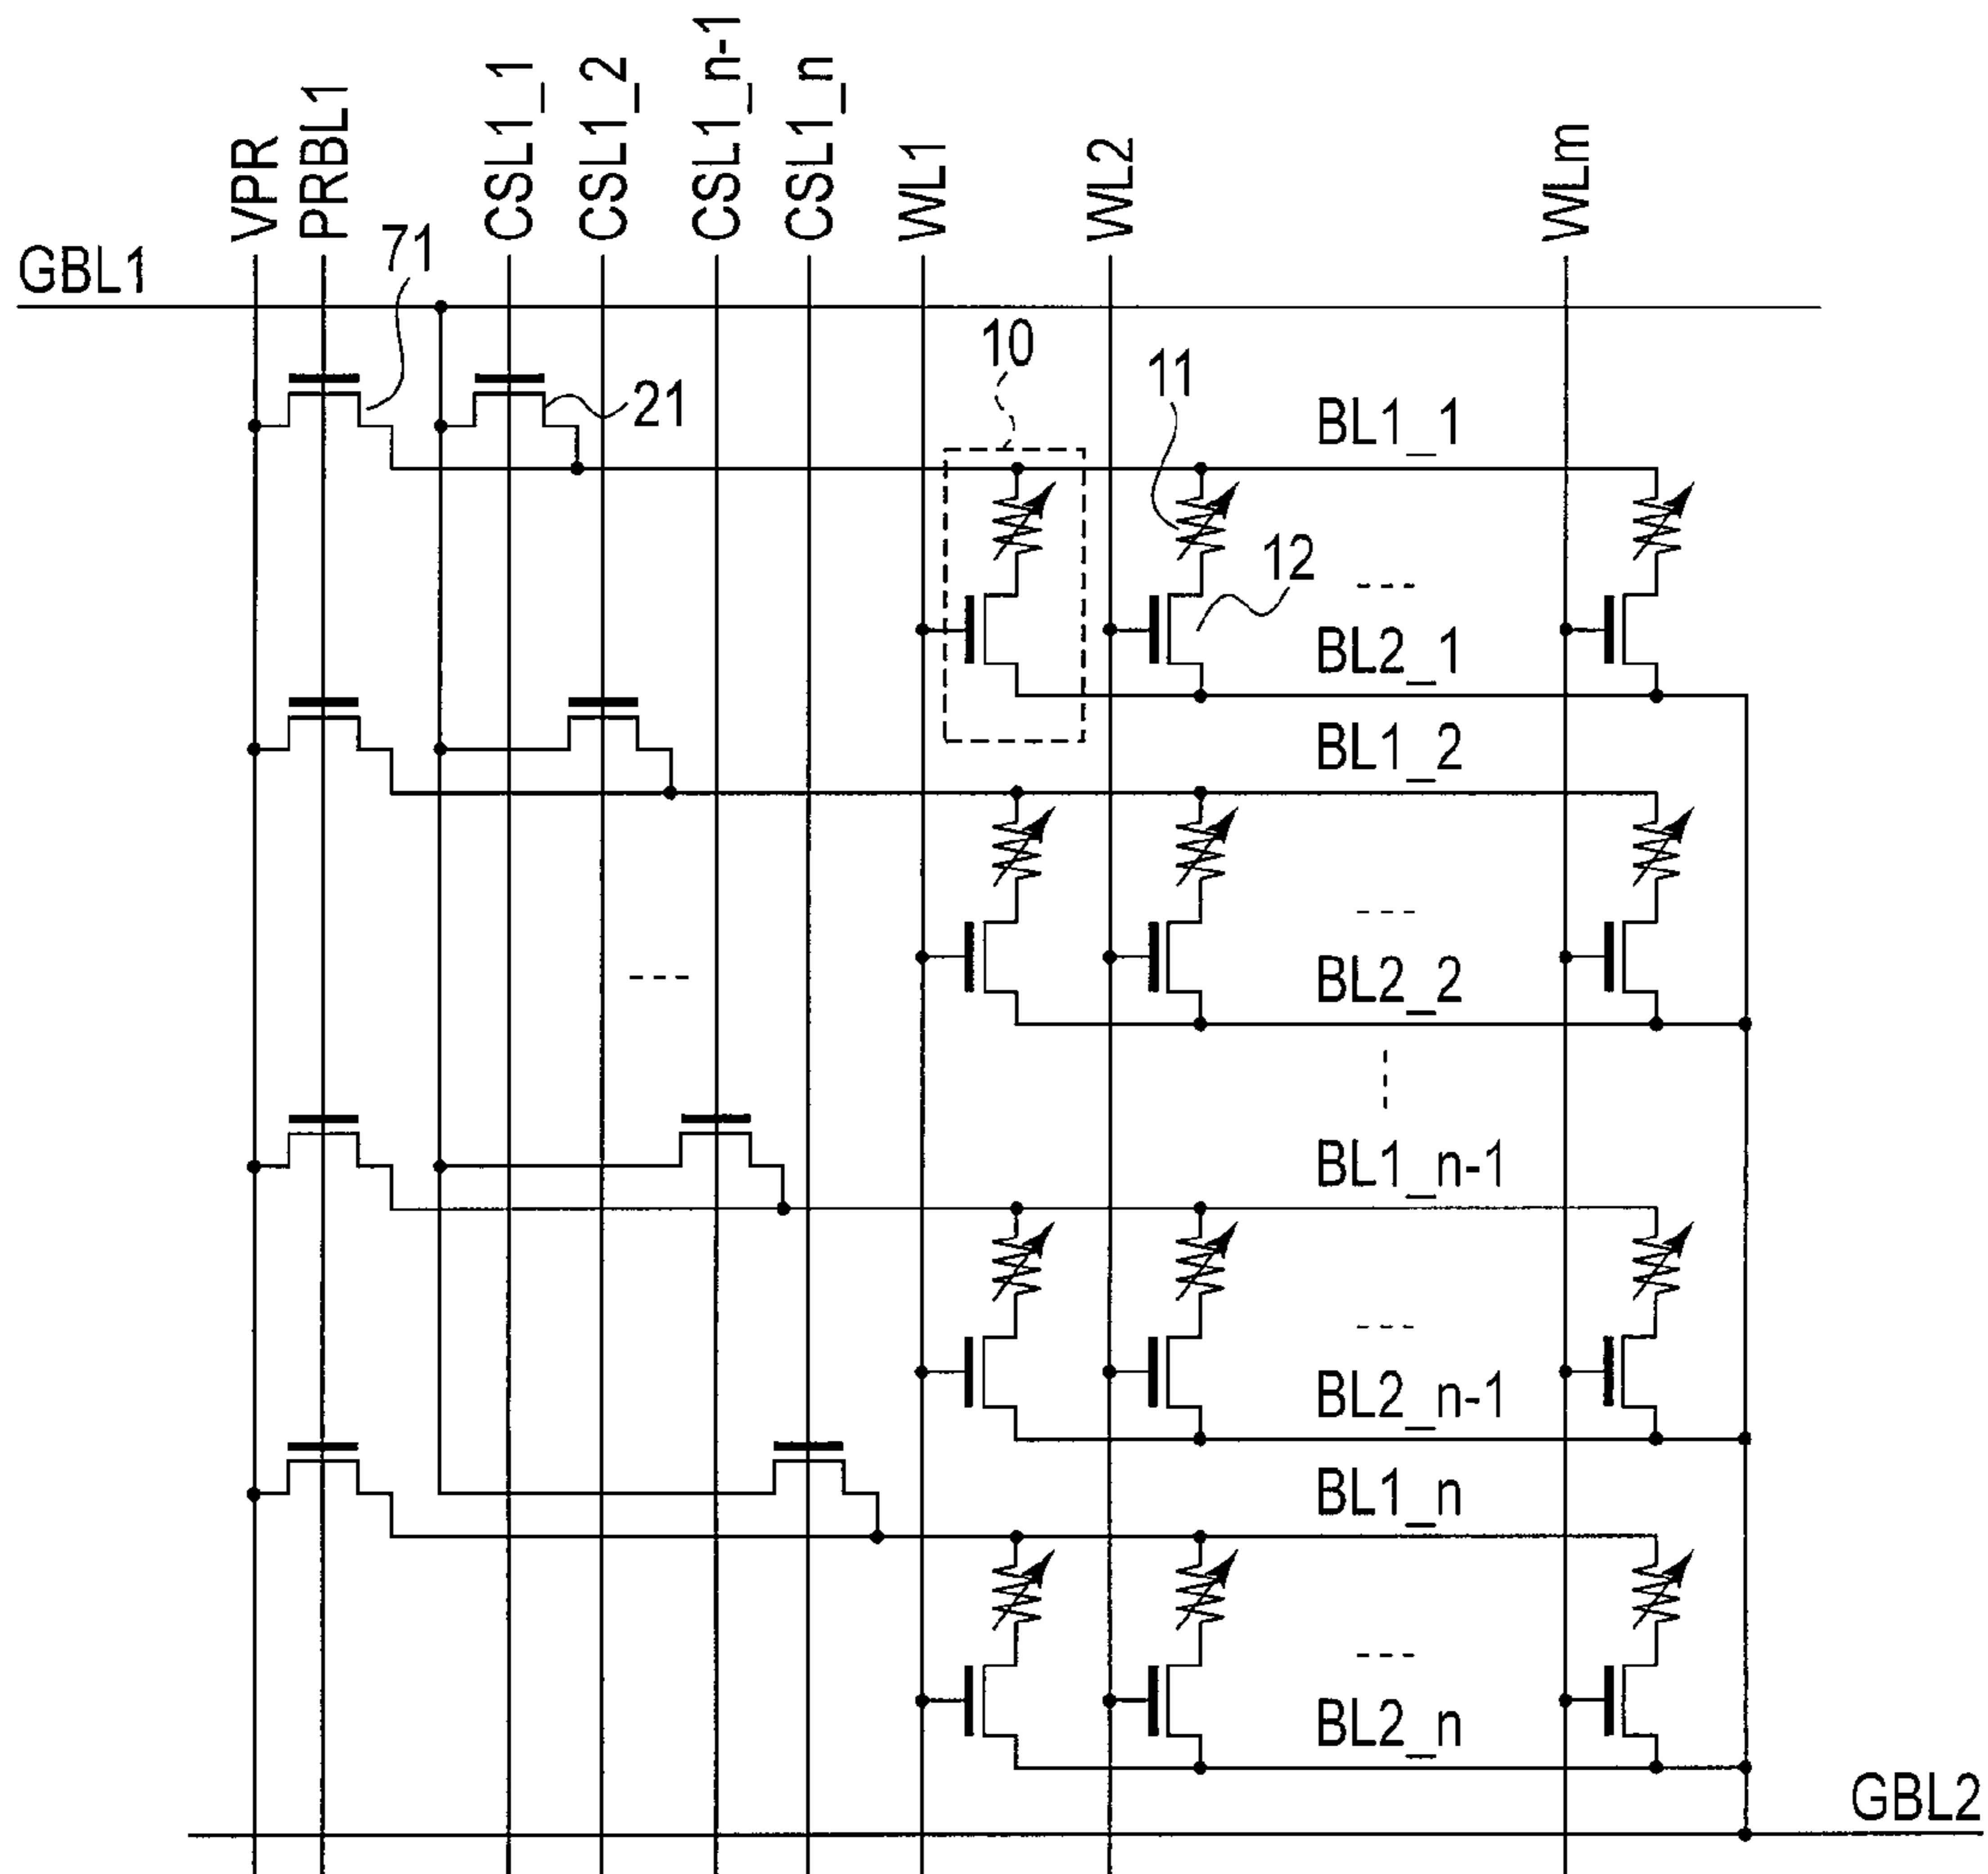 VPR
PRBL1
CSL1_1
CSL1_2
CSL1_n-1
CSL1_n
WL1
WL2
WLm
GBL1
71
21
10
11
12
BL1_1
BL2_1
BL1_2
BL2_2
BL1_n-1
BL2_n-1
BL1_n
BL2_n
GBL2